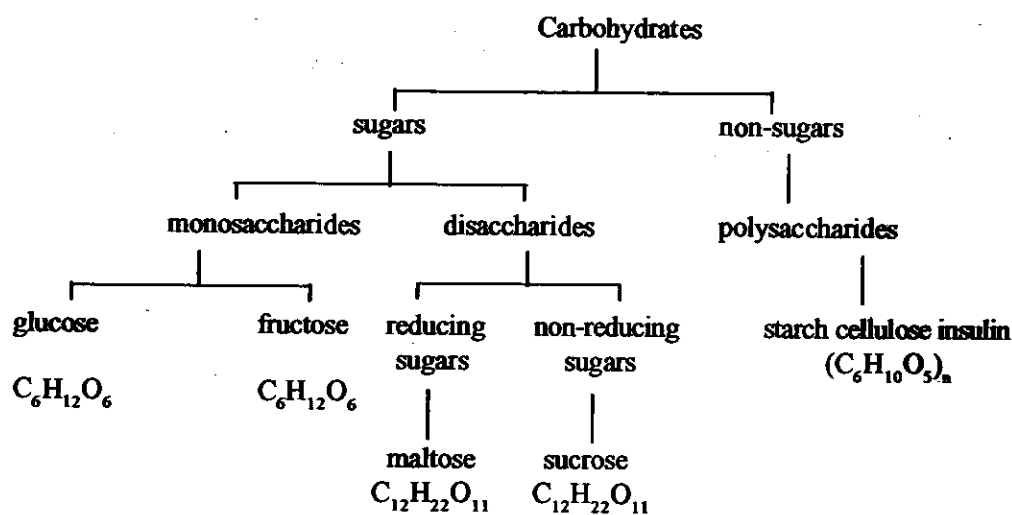 Carbohydrates
sugars non-sugars
monosaccharides disaccharides polysaccharides
glucose fructose reducing sugars non-reducing sugars starch cellulose insulin
C₆H₁₂O₆ C₆H₁₂O₆ (C₆H₁₀O₅)ₙ
maltose sucrose
C₁₂H₂₂O₁₁ C₁₂H₂₂O₁₁